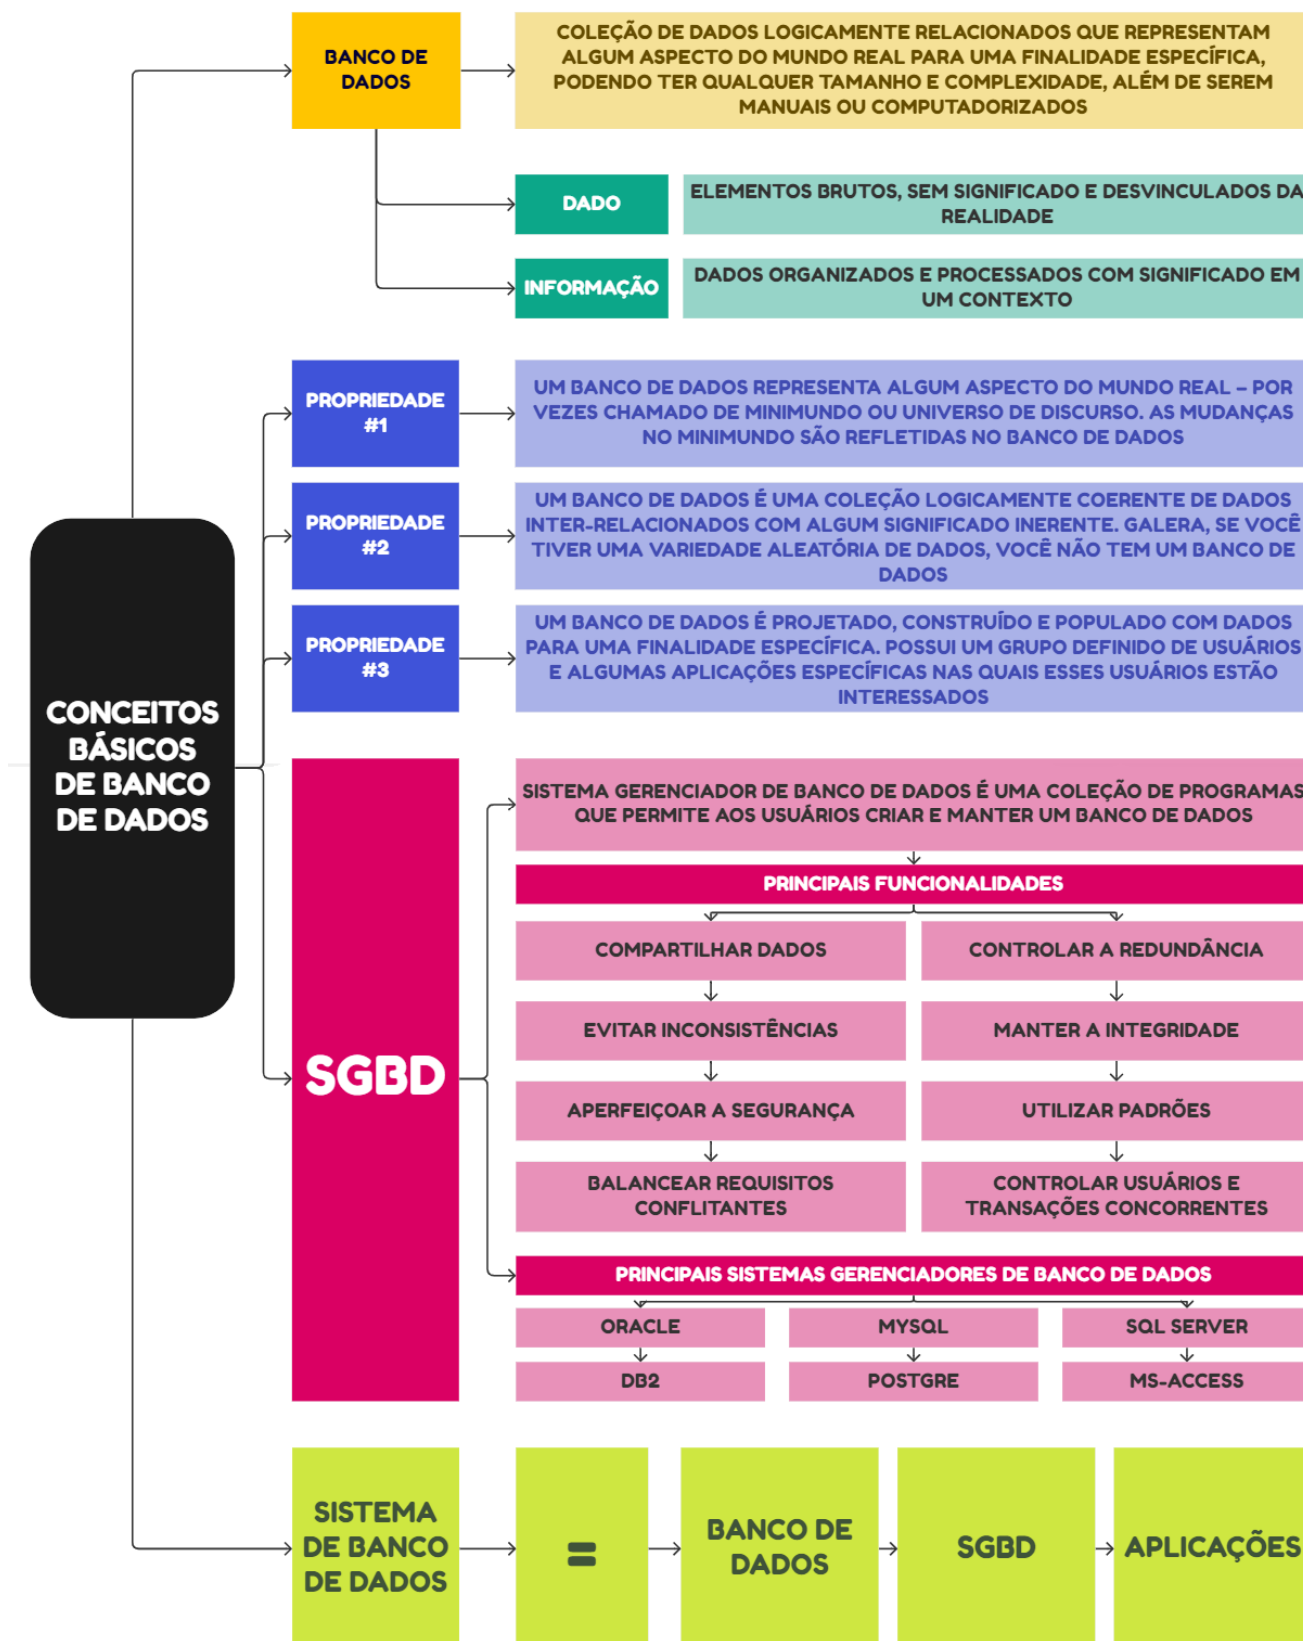 BANCO DE
DADOS
COLEÇÃO DE DADOS LOGICAMENTE RELACIONADOS QUE REPRESENTAM
ALGUM ASPECTO DO MUNDO REAL PARA UMA FINALIDADE ESPECÍFICA,
PODENDO TER QUALQUER TAMANHO E COMPLEXIDADE, ALÉM DE SEREM
MANUAIS OU COMPUTADORIZADOS
DADO
ELEMENTOS BRUTOS, SEM SIGNIFICADO E DESVINCULADOS DA
REALIDADE
INFORMAÇÃO
DADOS ORGANIZADOS E PROCESSADOS COM SIGNIFICADO EM
UM CONTEXTO
PROPRIEDADE
#1
UM BANCO DE DADOS REPRESENTA ALGUM ASPECTO DO MUNDO REAL – POR
VEZES CHAMADO DE MINIMUNDO OU UNIVERSO DE DISCURSO. AS MUDANÇAS
NO MINIMUNDO SÃO REFLETIDAS NO BANCO DE DADOS
PROPRIEDADE
#2
UM BANCO DE DADOS É UMA COLEÇÃO LOGICAMENTE COERENTE DE DADOS
INTER-RELACIONADOS COM ALGUM SIGNIFICADO INERENTE. GALERA, SE VOCÊ
TIVER UMA VARIEDADE ALEATÓRIA DE DADOS, VOCÊ NÃO TEM UM BANCO DE
DADOS
PROPRIEDADE
#3
UM BANCO DE DADOS É PROJETADO, CONSTRUÍDO E POPULADO COM DADOS
PARA UMA FINALIDADE ESPECÍFICA. POSSUI UM GRUPO DEFINIDO DE USUÁRIOS
E ALGUMAS APLICAÇÕES ESPECÍFICAS NAS QUAIS ESSES USUÁRIOS ESTÃO
INTERESSADOS
CONCEITOS
BÁSICOS
DE BANCO
DE DADOS
SGBD
SISTEMA GERENCIADOR DE BANCO DE DADOS É UMA COLEÇÃO DE PROGRAMAS
QUE PERMITE AOS USUÁRIOS CRIAR E MANTER UM BANCO DE DADOS
PRINCIPAIS FUNCIONALIDADES
COMPARTILHAR DADOS
CONTROLAR A REDUNDÂNCIA
EVITAR INCONSISTÊNCIAS
MANTER A INTEGRIDADE
APERFEIÇOAR A SEGURANÇA
UTILIZAR PADRÕES
BALANCEAR REQUISITOS
CONFLITANTES
CONTROLAR USUÁRIOS E
TRANSAÇÕES CONCORRENTES
PRINCIPAIS SISTEMAS GERENCIADORES DE BANCO DE DADOS
ORACLE
MYSQL
SQL SERVER
DB2
POSTGRE
MS-ACCESS
SISTEMA
DE BANCO
DE DADOS
=
BANCO DE
DADOS
SGBD
APLICAÇÕES